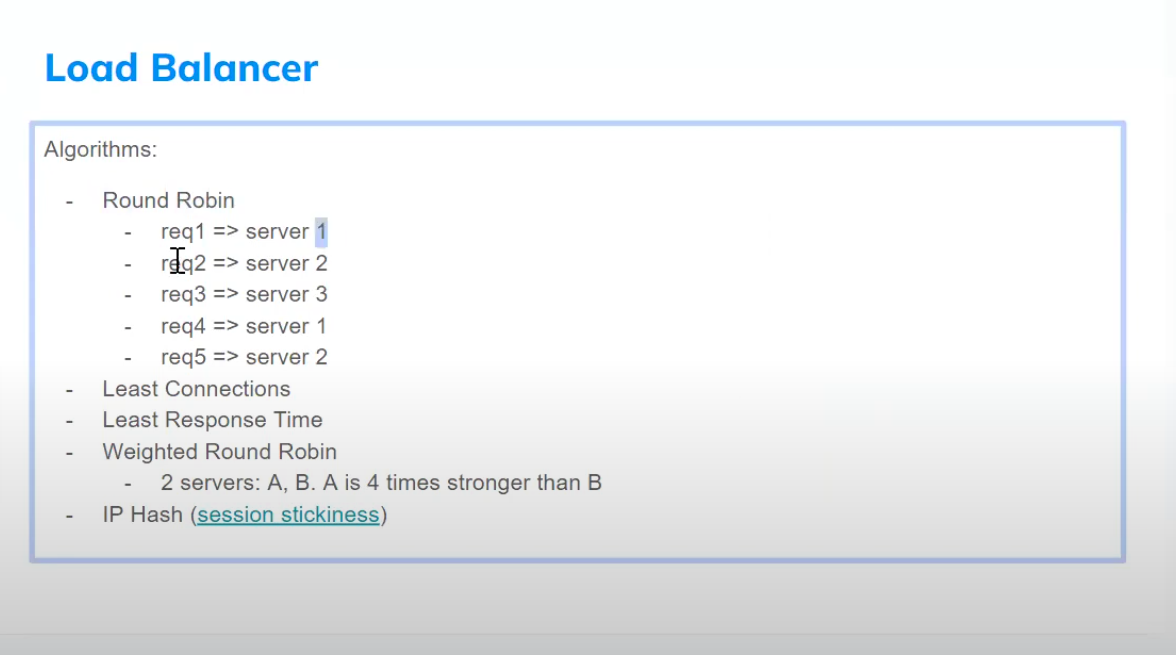 Load Balancer
Algorithms:
- Round Robin
- req1 => server 1
- req2 => server 2
- req3 => server 3
- req4 => server 1
- req5 => server 2
- Least Connections
- Least Response Time
- Weighted Round Robin
- 2 servers: A, B. A is 4 times stronger than B
- IP Hash (session stickiness)